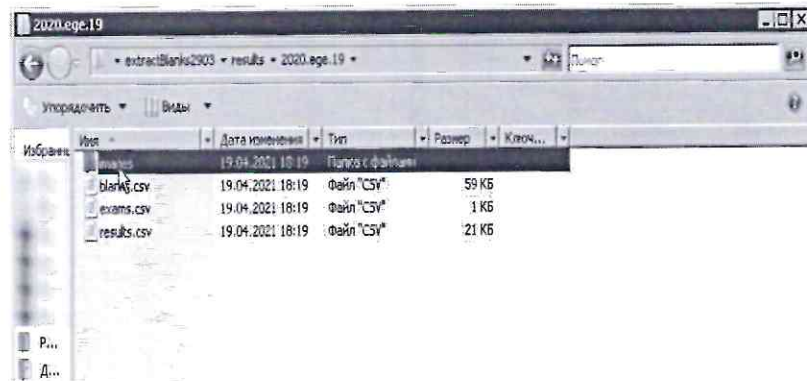 2020.ege.19
extractBlanks2903 ▾ results ▾ 2020.ege.19 ▾
Упорядочить ▾ Виды ▾
Избранн
Имя Дата изменения Тип Размер Ключ...
images 19.04.2021 18:19 Папка с файлами
blanks.csv 19.04.2021 18:19 Файл "CSV" 59 КБ
exams.csv 19.04.2021 18:19 Файл "CSV" 1 КБ
results.csv 19.04.2021 18:19 Файл "CSV" 21 КБ
Р...
Д...